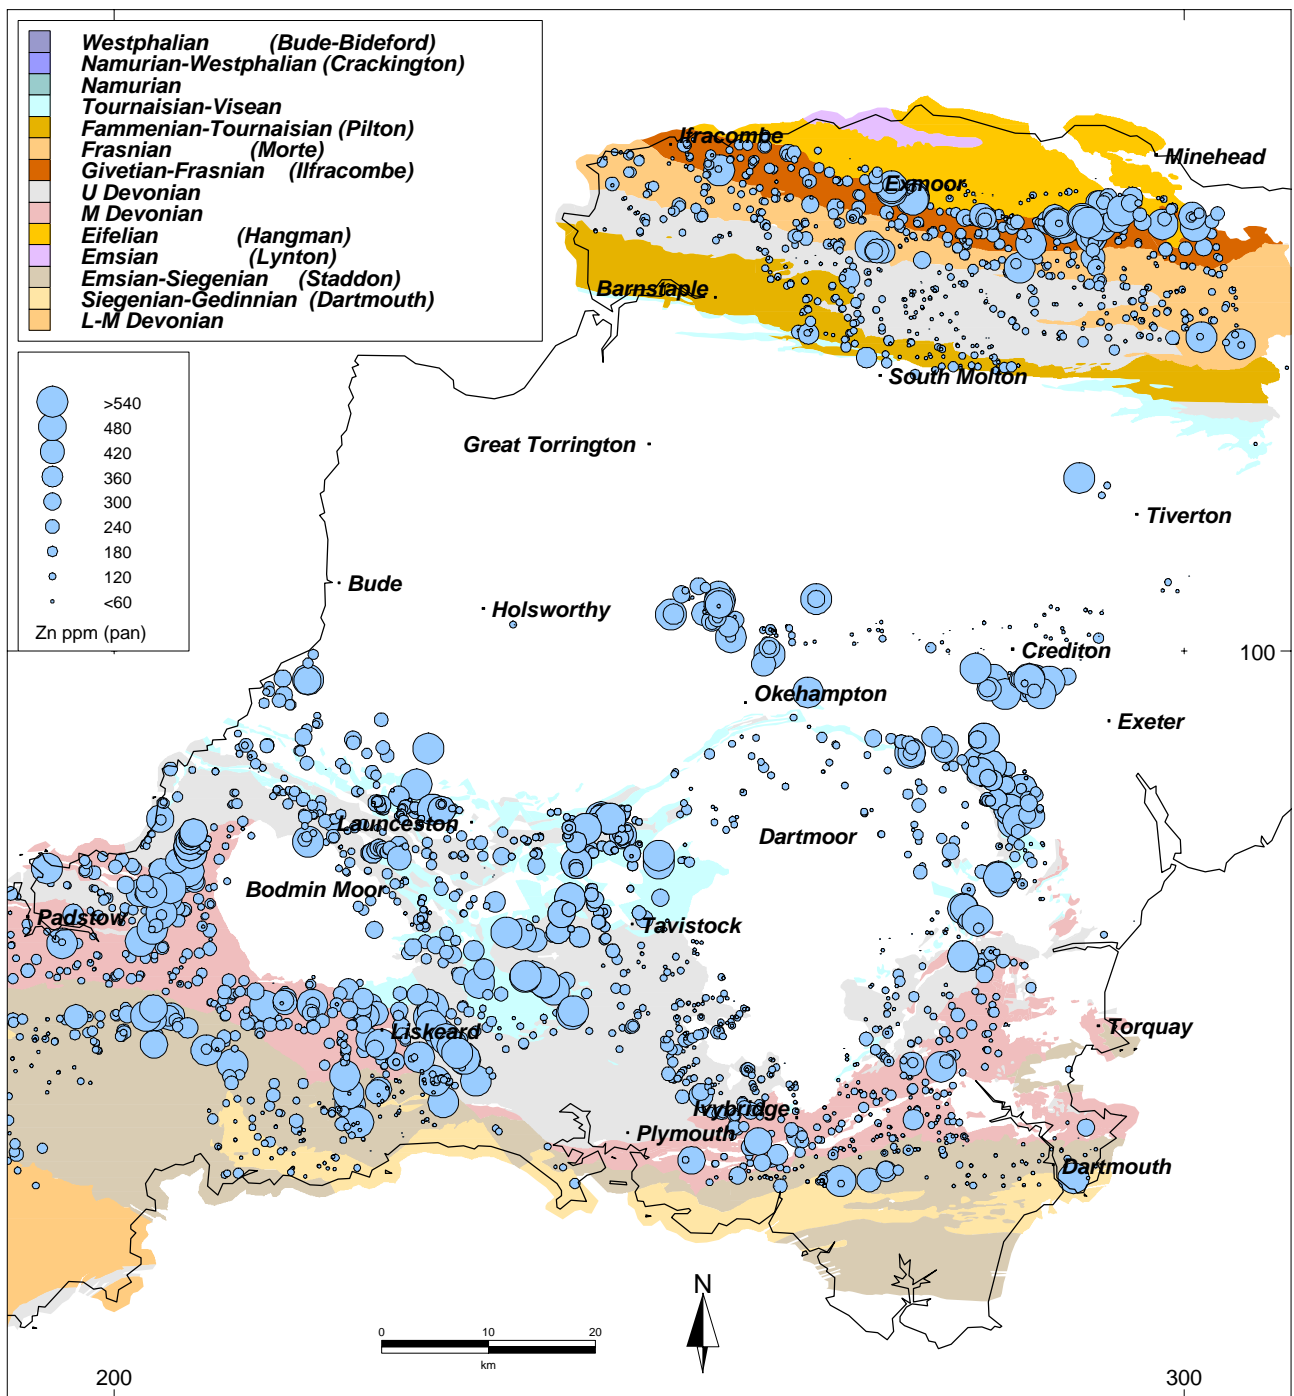 Westphalian (Bude-Bideford)
Namurian-Westphalian (Crackington)
Namurian
Tournaisian-Visean
Fammenian-Tournaisian (Pilton)
Frasnian (Morte)
Givetian-Frasnian (Ilfracombe)
U Devonian
M Devonian
Eifelian (Hangman)
Emsian (Lynton)
Emsian-Siegenian (Staddon)
Siegenian-Gedinnian (Dartmouth)
L-M Devonian
>540
480
420
360
300
240
180
120
<60
Zn ppm (pan)
Ilfracombe
Minehead
Exmoor
Barnstaple
South Molton
Great Torrington
Tiverton
Bude
Holsworthy
Crediton
100
Okehampton
Exeter
Launceston
Dartmoor
Bodmin Moor
Padstow
Tavistock
Liskeard
Torquay
Ivybridge
Plymouth
Dartmouth
N
0 10 20
km
200
300